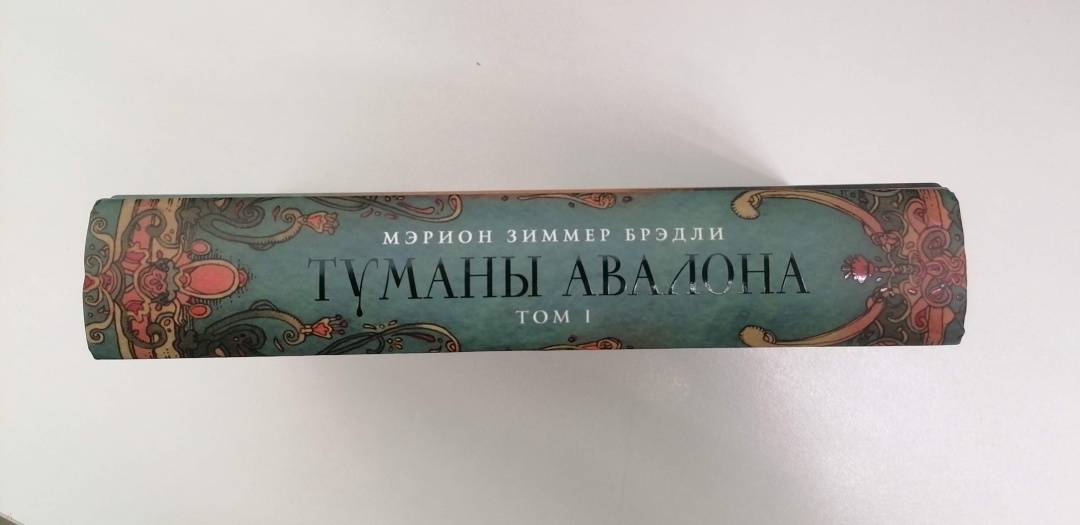 МЭРИОН ЗИММЕР БРЭДЛИ
ТУМАНЫ АВАЛОНА
ТОМ I